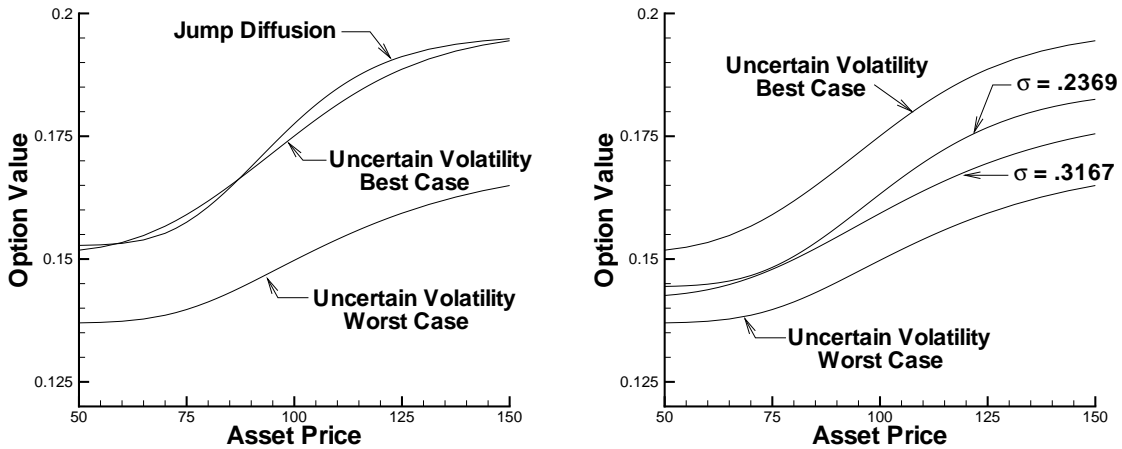 0.2
0.175
0.15
0.125
Option Value
Jump Diffusion
Uncertain Volatility
Best Case
Uncertain Volatility
Worst Case
50
75
100
125
150
Asset Price
0.2
0.175
0.15
0.125
Option Value
Uncertain Volatility
Best Case
σ = .2369
σ = .3167
Uncertain Volatility
Worst Case
50
75
100
125
150
Asset Price